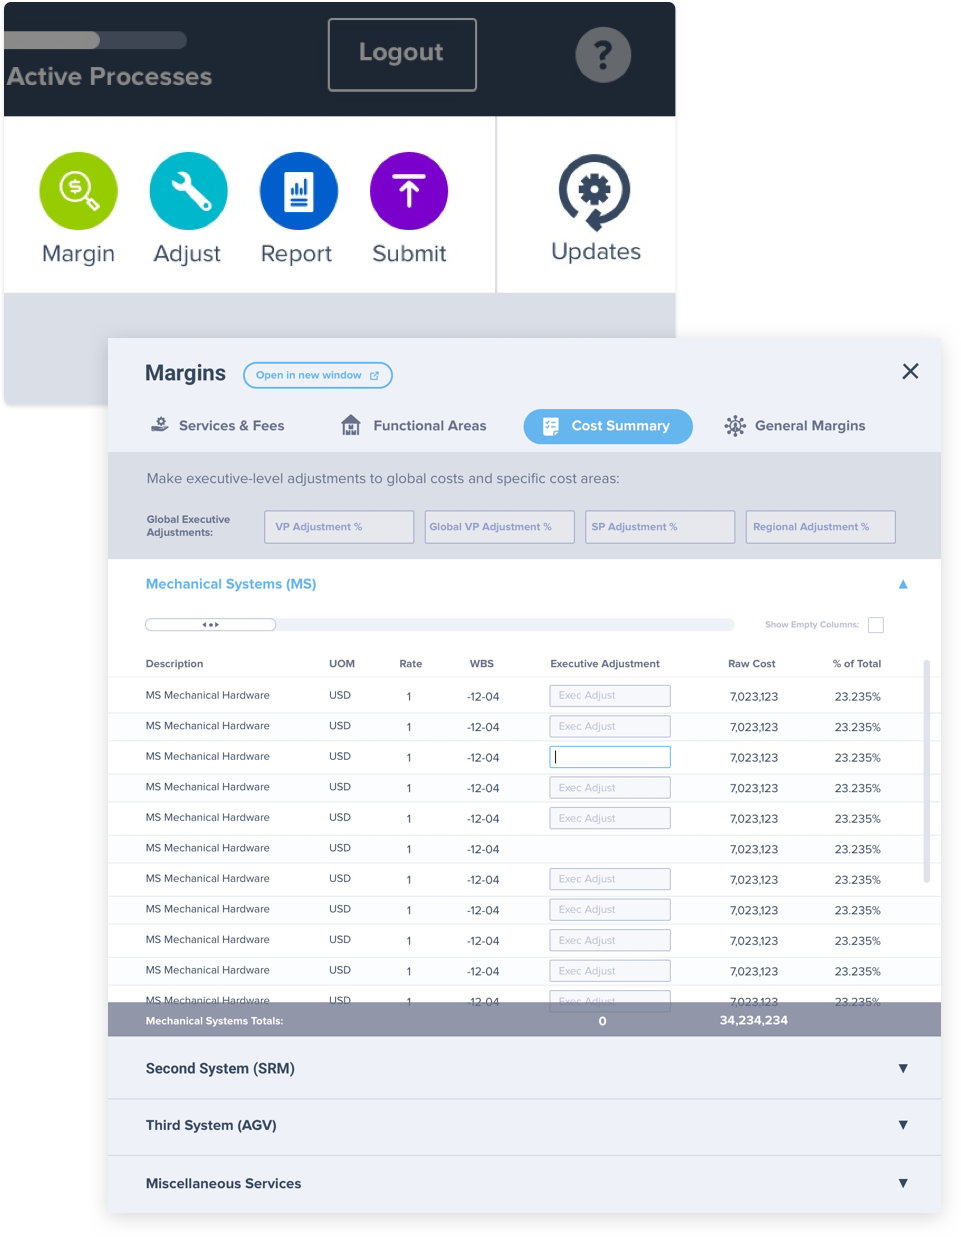 Active Processes
Logout
?
Margin
Adjust
Report
Submit
Updates
Margins
Open in new window
Services & Fees
Functional Areas
Cost Summary
General Margins
Make executive-level adjustments to global costs and specific cost areas:
Global Executive
Adjustments:
VP Adjustment %
Global VP Adjustment %
SP Adjustment %
Regional Adjustment %
Mechanical Systems (MS)
Show Empty Columns:
Description UOM Rate WBS Executive Adjustment Raw Cost % of Total
MS Mechanical Hardware USD 1 -12-04 Exec Adjust 7,023,123 23.235%
MS Mechanical Hardware USD 1 -12-04 Exec Adjust 7,023,123 23.235%
MS Mechanical Hardware USD 1 -12-04 7,023,123 23.235%
MS Mechanical Hardware USD 1 -12-04 Exec Adjust 7,023,123 23.235%
MS Mechanical Hardware USD 1 -12-04 Exec Adjust 7,023,123 23.235%
MS Mechanical Hardware USD 1 -12-04 7,023,123 23.235%
MS Mechanical Hardware USD 1 -12-04 Exec Adjust 7,023,123 23.235%
MS Mechanical Hardware USD 1 -12-04 Exec Adjust 7,023,123 23.235%
MS Mechanical Hardware USD 1 -12-04 Exec Adjust 7,023,123 23.235%
MS Mechanical Hardware USD 1 -12-04 Exec Adjust 7,023,123 23.235%
MS Mechanical Hardware USD 1 -12-04 Exec Adjust 7,023,123 23.235%
Mechanical Systems Totals: 0 34,234,234
Second System (SRM)
Third System (AGV)
Miscellaneous Services